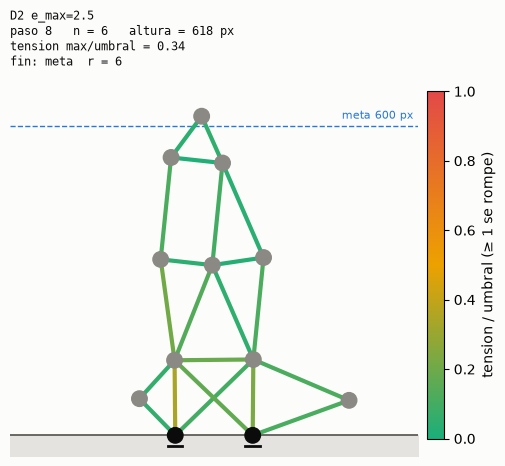 D2 e_max=2.5
paso 8   n = 6   altura = 618 px
tension max/umbral = 0.34
fin: meta  r = 6
meta 600 px
1.0
0.8
0.6
0.4
0.2
0.0
tensión / umbral (≥ 1 se rompe)